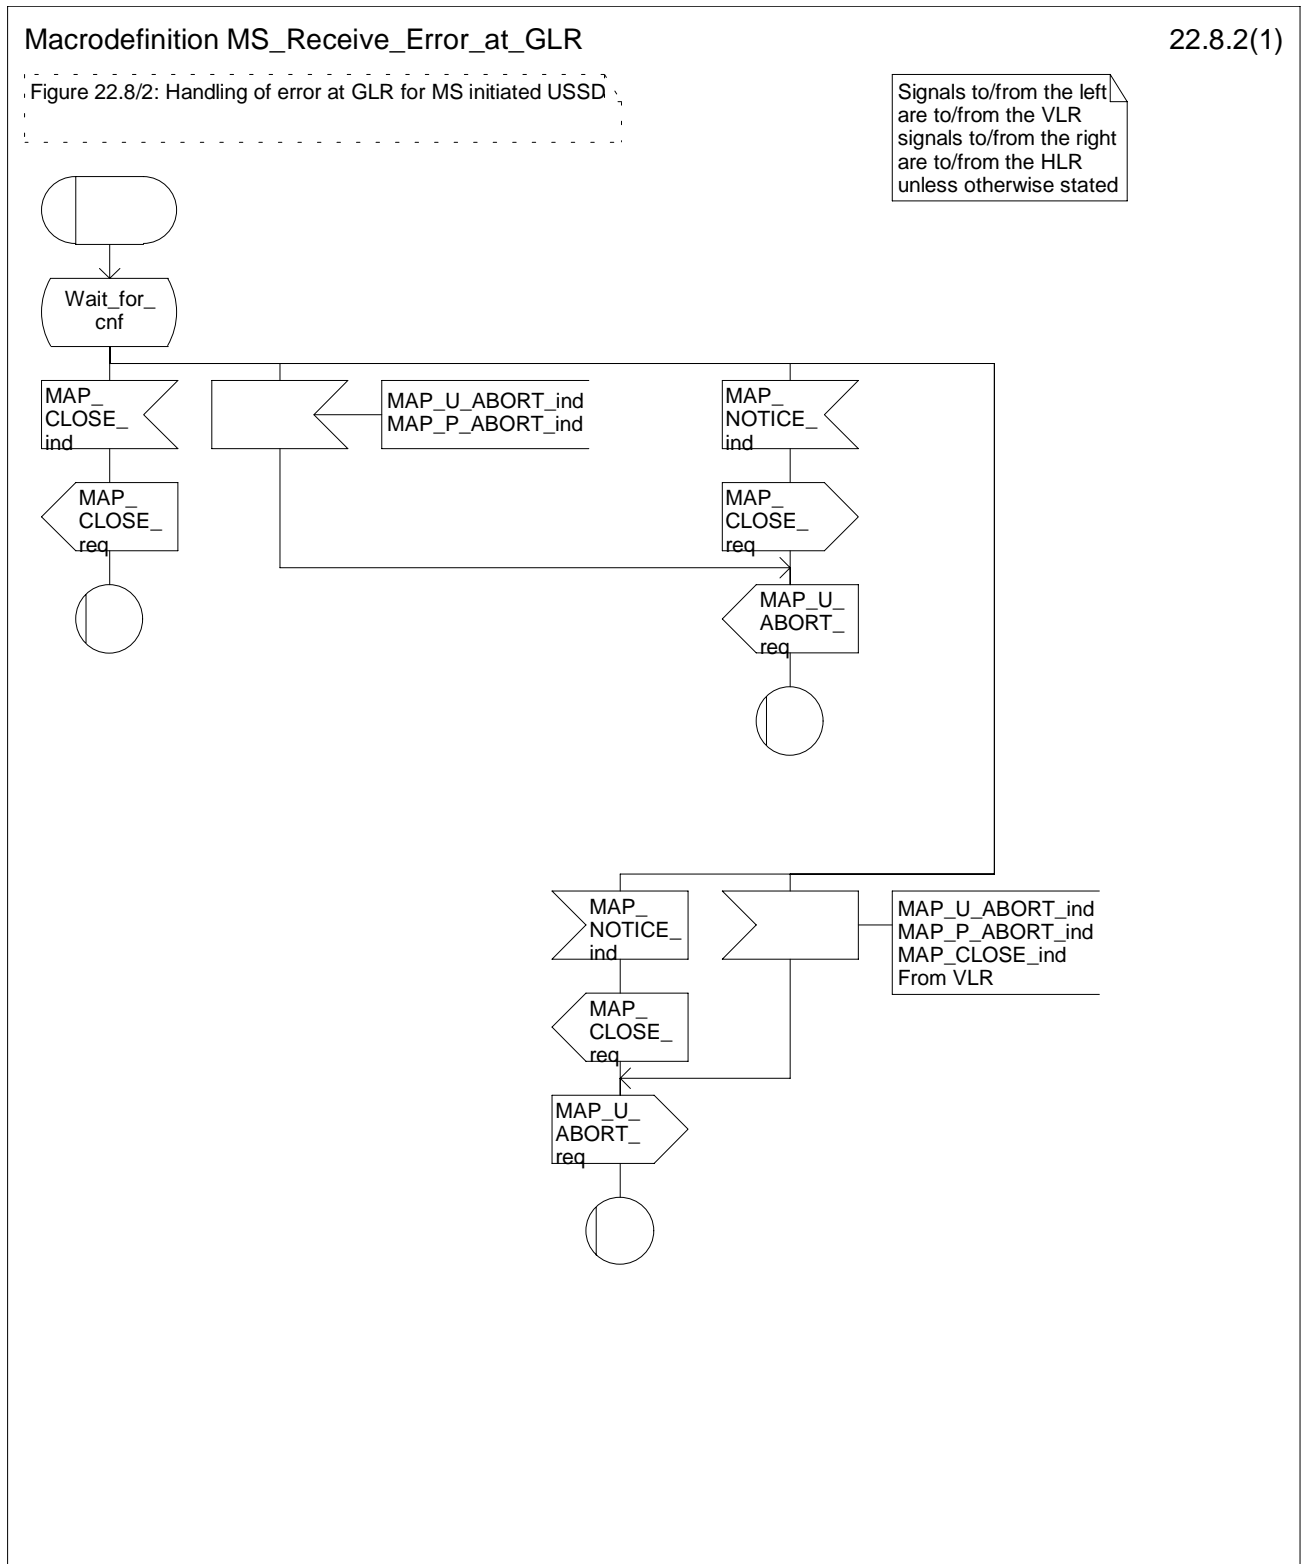 Macrodefinition MS_Receive_Error_at_GLR
22.8.2(1)
Figure 22.8/2: Handling of error at GLR for MS initiated USSD
Signals to/from the left
are to/from the VLR
signals to/from the right
are to/from the HLR
unless otherwise stated
Wait_for_
cnf
MAP_
CLOSE_
ind
MAP_U_ABORT_ind
MAP_P_ABORT_ind
MAP_
NOTICE_
ind
MAP_
CLOSE_
req
MAP_
CLOSE_
req
MAP_U_
ABORT_
req
MAP_
NOTICE_
ind
MAP_U_ABORT_ind
MAP_P_ABORT_ind
MAP_CLOSE_ind
From VLR
MAP_
CLOSE_
req
MAP_U_
ABORT_
req